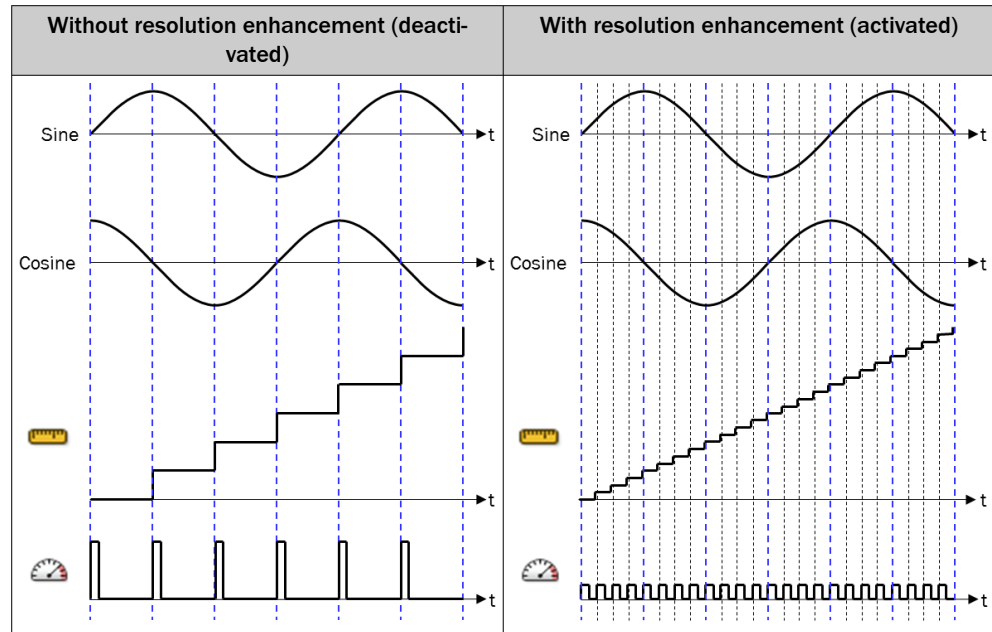 Without resolution enhancement (deacti-
vated)
With resolution enhancement (activated)
Sine
t
Sine
t
Cosine
t
Cosine
t
t
t
t
t